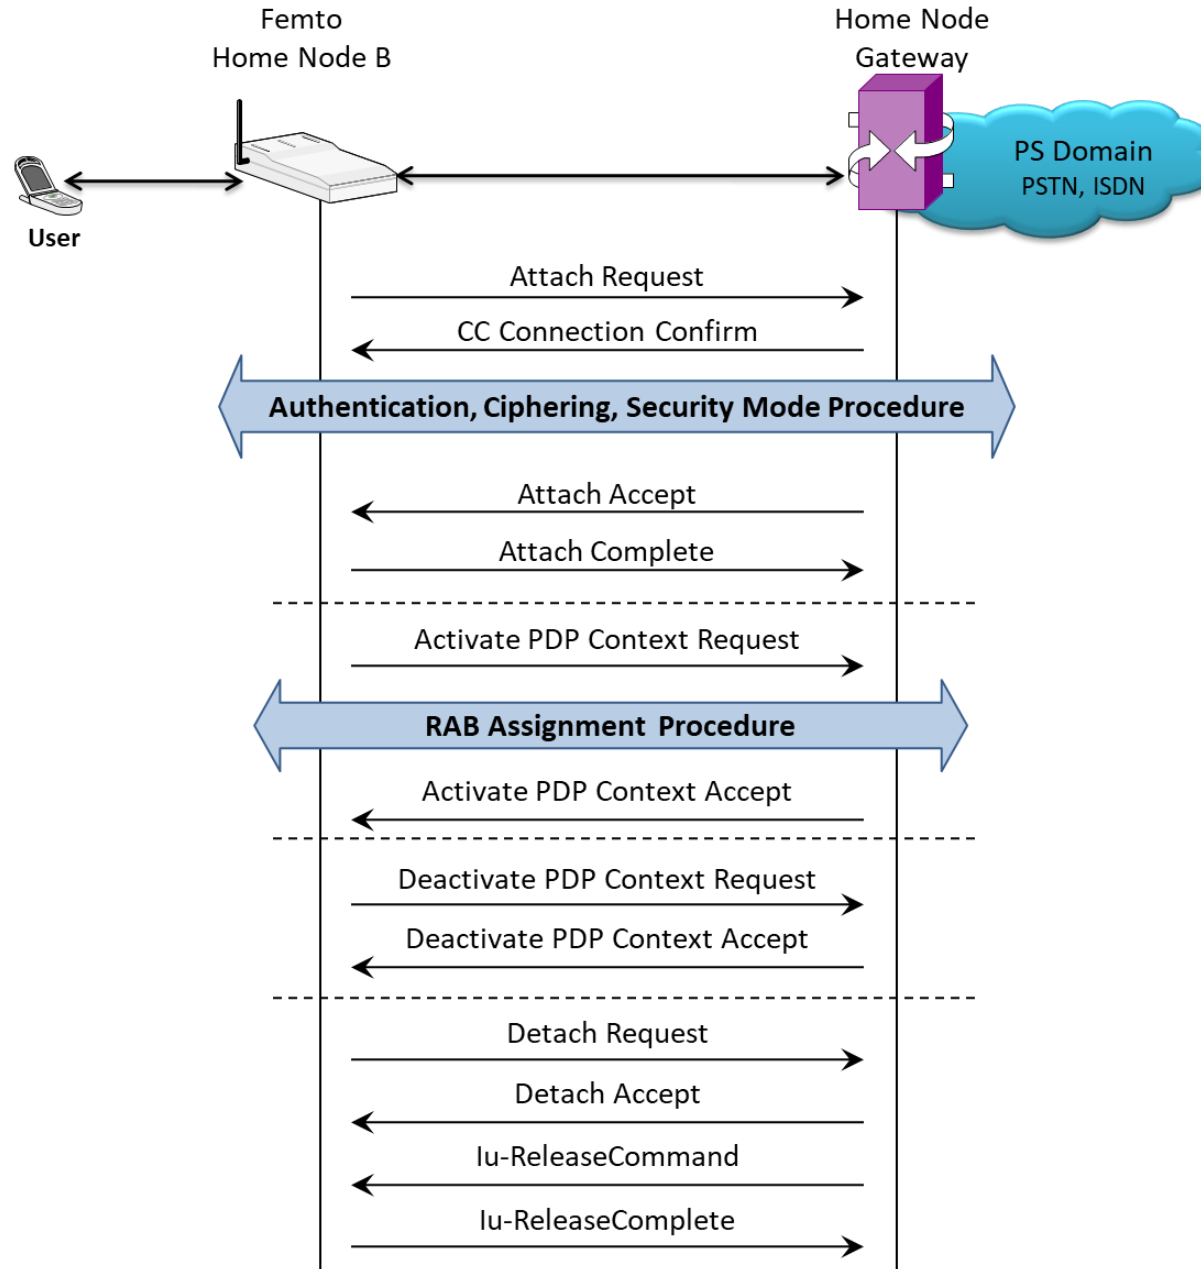 Femto
Home Node B
Home Node
Gateway
PS Domain
PSTN, ISDN
User
Attach Request
CC Connection Confirm
Authentication, Ciphering, Security Mode Procedure
Attach Accept
Attach Complete
Activate PDP Context Request
RAB Assignment Procedure
Activate PDP Context Accept
Deactivate PDP Context Request
Deactivate PDP Context Accept
Detach Request
Detach Accept
Iu-ReleaseCommand
Iu-ReleaseComplete